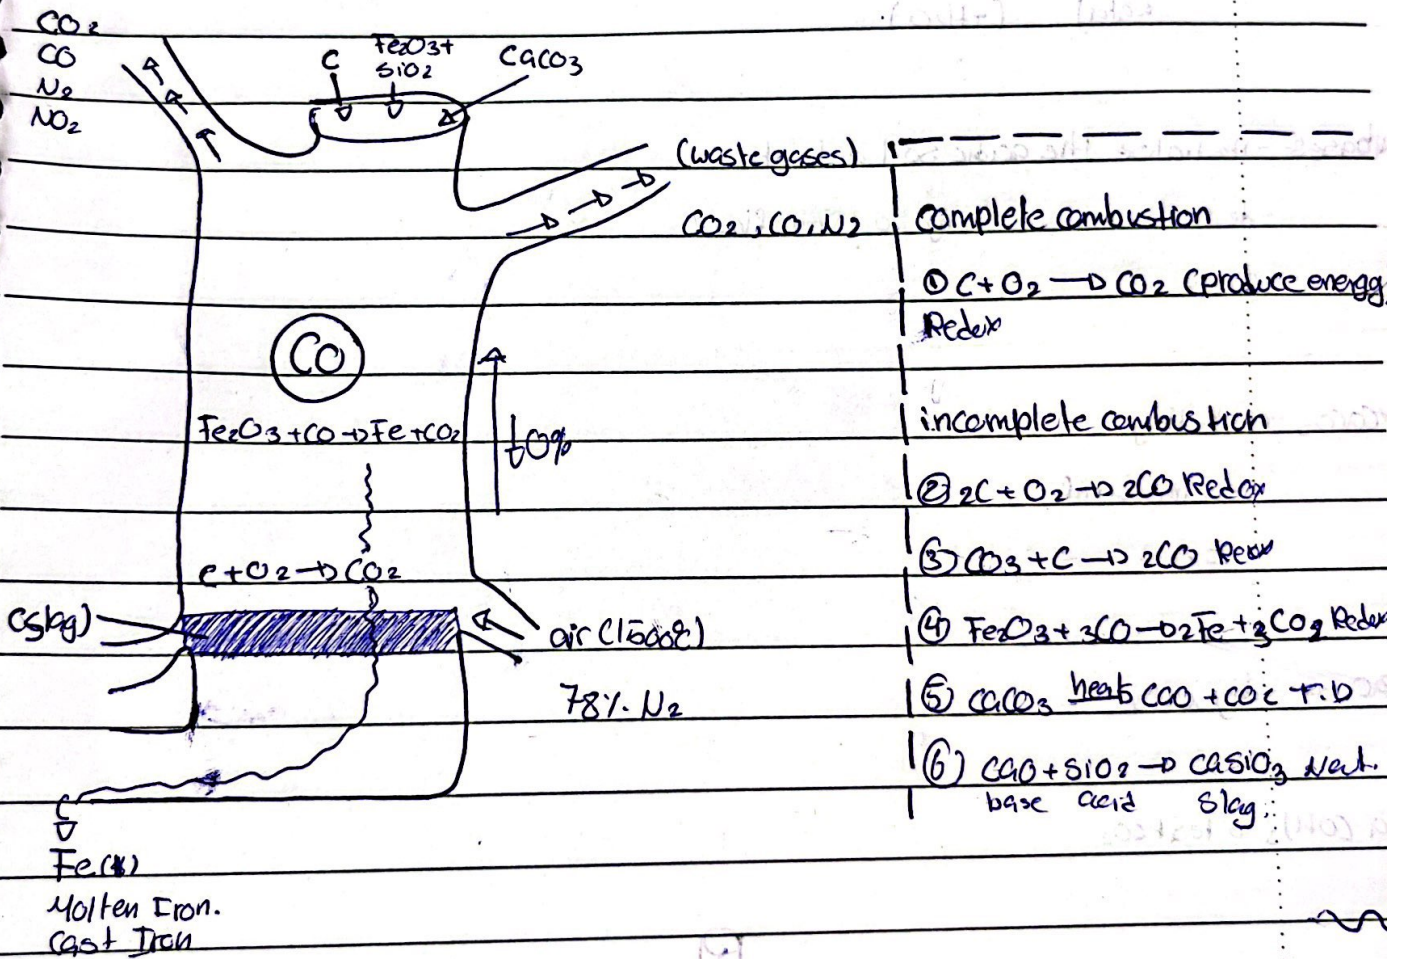 CO2
CO
N2
NO2
C
Fe2O3+
SiO2
CaCO3
(waste gases)
CO2, CO, N2
CO
Fe2O3+CO→Fe+CO2
t0%
C+O2→CO2
(slag)
air(1500°C)
78%. N2
Fe(l)
Molten Iron.
Cast Iron
complete combustion
① C+O2→CO2 (produce energy
Redox
incomplete combustion
② 2C+O2→2CO Redox
③ CO3+C→2CO Redox
④ Fe2O3+3CO→2Fe+3CO2 Redox
⑤ CaCO3 heat CaO+CO2 T.D
⑥ CaO+SiO2→CaSiO3 Neut.
base acid slag.